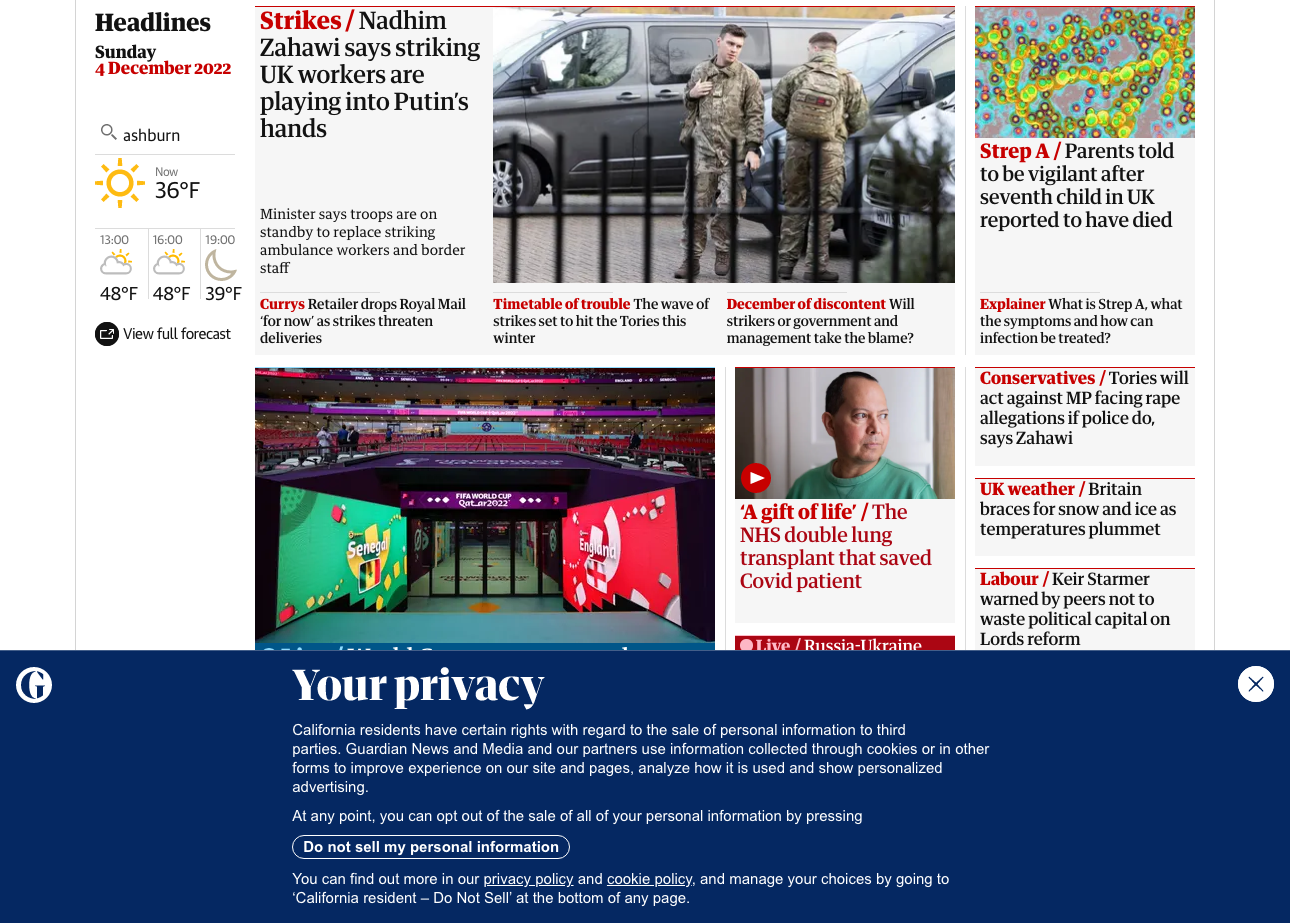 Headlines
Sunday
4 December 2022
ashburn
Now
36°F
13:00
16:00
19:00
48°F
48°F
39°F
View full forecast
Strikes / Nadhim
Zahawi says striking
UK workers are
playing into Putin's
hands
Minister says troops are on
standby to replace striking
ambulance workers and border
staff
Currys Retailer drops Royal Mail
'for now' as strikes threaten
deliveries
Timetable of trouble The wave of
strikes set to hit the Tories this
winter
December of discontent Will
strikers or government and
management take the blame?
Strep A / Parents told
to be vigilant after
seventh child in UK
reported to have died
Explainer What is Strep A, what
the symptoms and how can
infection be treated?
ENGLAND 0 - 0 SENEGAL
ENGLAND 0 - 0 SENEGAL
FIFA WORLD CUP
Qatar2022
Senegal
England
'A gift of life' / The
NHS double lung
transplant that saved
Covid patient
Live / Russia-Ukraine
Conservatives / Tories will
act against MP facing rape
allegations if police do,
says Zahawi
UK weather / Britain
braces for snow and ice as
temperatures plummet
Labour / Keir Starmer
warned by peers not to
waste political capital on
Lords reform
Your privacy
California residents have certain rights with regard to the sale of personal information to third
parties. Guardian News and Media and our partners use information collected through cookies or in other
forms to improve experience on our site and pages, analyze how it is used and show personalized
advertising.
At any point, you can opt out of the sale of all of your personal information by pressing
Do not sell my personal information
You can find out more in our privacy policy and cookie policy, and manage your choices by going to
'California resident – Do Not Sell' at the bottom of any page.